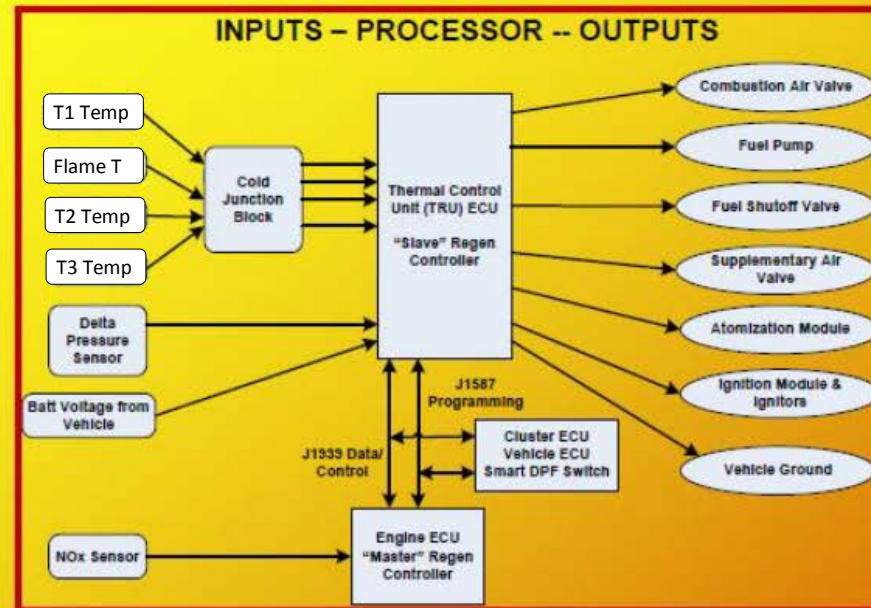 INPUTS – PROCESSOR -- OUTPUTS
T1 Temp
Flame T
T2 Temp
T3 Temp
Cold
Junction
Block
Delta
Pressure
Sensor
Batt Voltage from
Vehicle
NOx Sensor
Thermal Control
Unit (TRU) ECU
"Slave" Regen
Controller
J1587
Programming
J1939 Data/
Control
Cluster ECU
Vehicle ECU
Smart DPF Switch
Engine ECU
"Master" Regen
Controller
Combustion Air Valve
Fuel Pump
Fuel Shutoff Valve
Supplementary Air
Valve
Atomization Module
Ignition Module &
Ignitors
Vehicle Ground